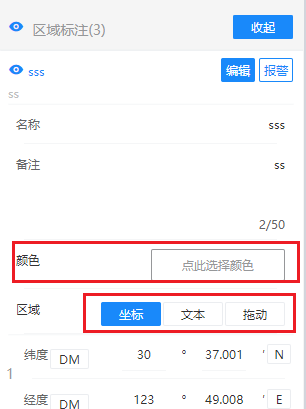 区域标注(3) 收起
sss 编辑 报警
ss
名称 sss
备注 ss
2/50
颜色 点此选择颜色
区域 坐标 文本 拖动
1
纬度 DM 30 ° 37.001 ′ N
经度 DM 123 ° 49.008 ′ E